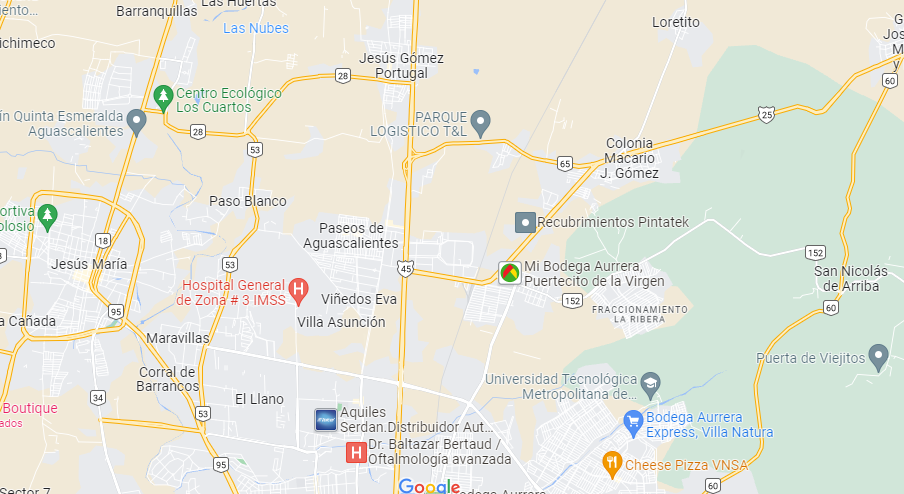 iento...
Barranquillas
Las Huertas
Las Nubes
Loretito
ichimeco
Jesús Gómez
Portugal
28
60
Centro Ecológico
Los Cuartos
ín Quinta Esmeralda
Aguascalientes
PARQUE
LOGISTICO T&L
25
28
53
65
Colonia
Macario
J. Gómez
Paso Blanco
ortiva
olosio
18
Paseos de
Aguascalientes
Recubrimientos Pintatek
152
Jesús María
53
45
Mi Bodega Aurrera,
Puertecito de la Virgen
San Nicolás
de Arriba
Hospital General
de Zona # 3 IMSS
Viñedos Eva
152
FRACCIONAMIENTO
LA RIBERA
60
95
a Cañada
Villa Asunción
Maravillas
Puerta de Viejitos
Corral de
Barrancos
Universidad Tecnológica
Metropolitana de...
34
El Llano
Boutique
ados
53
Aquiles
Serdan.Distribuidor Aut...
Bodega Aurrera
Express, Villa Natura
Dr. Baltazar Bertaud /
Oftalmología avanzada
95
Cheese Pizza VNSA
60
Google
Sector 7